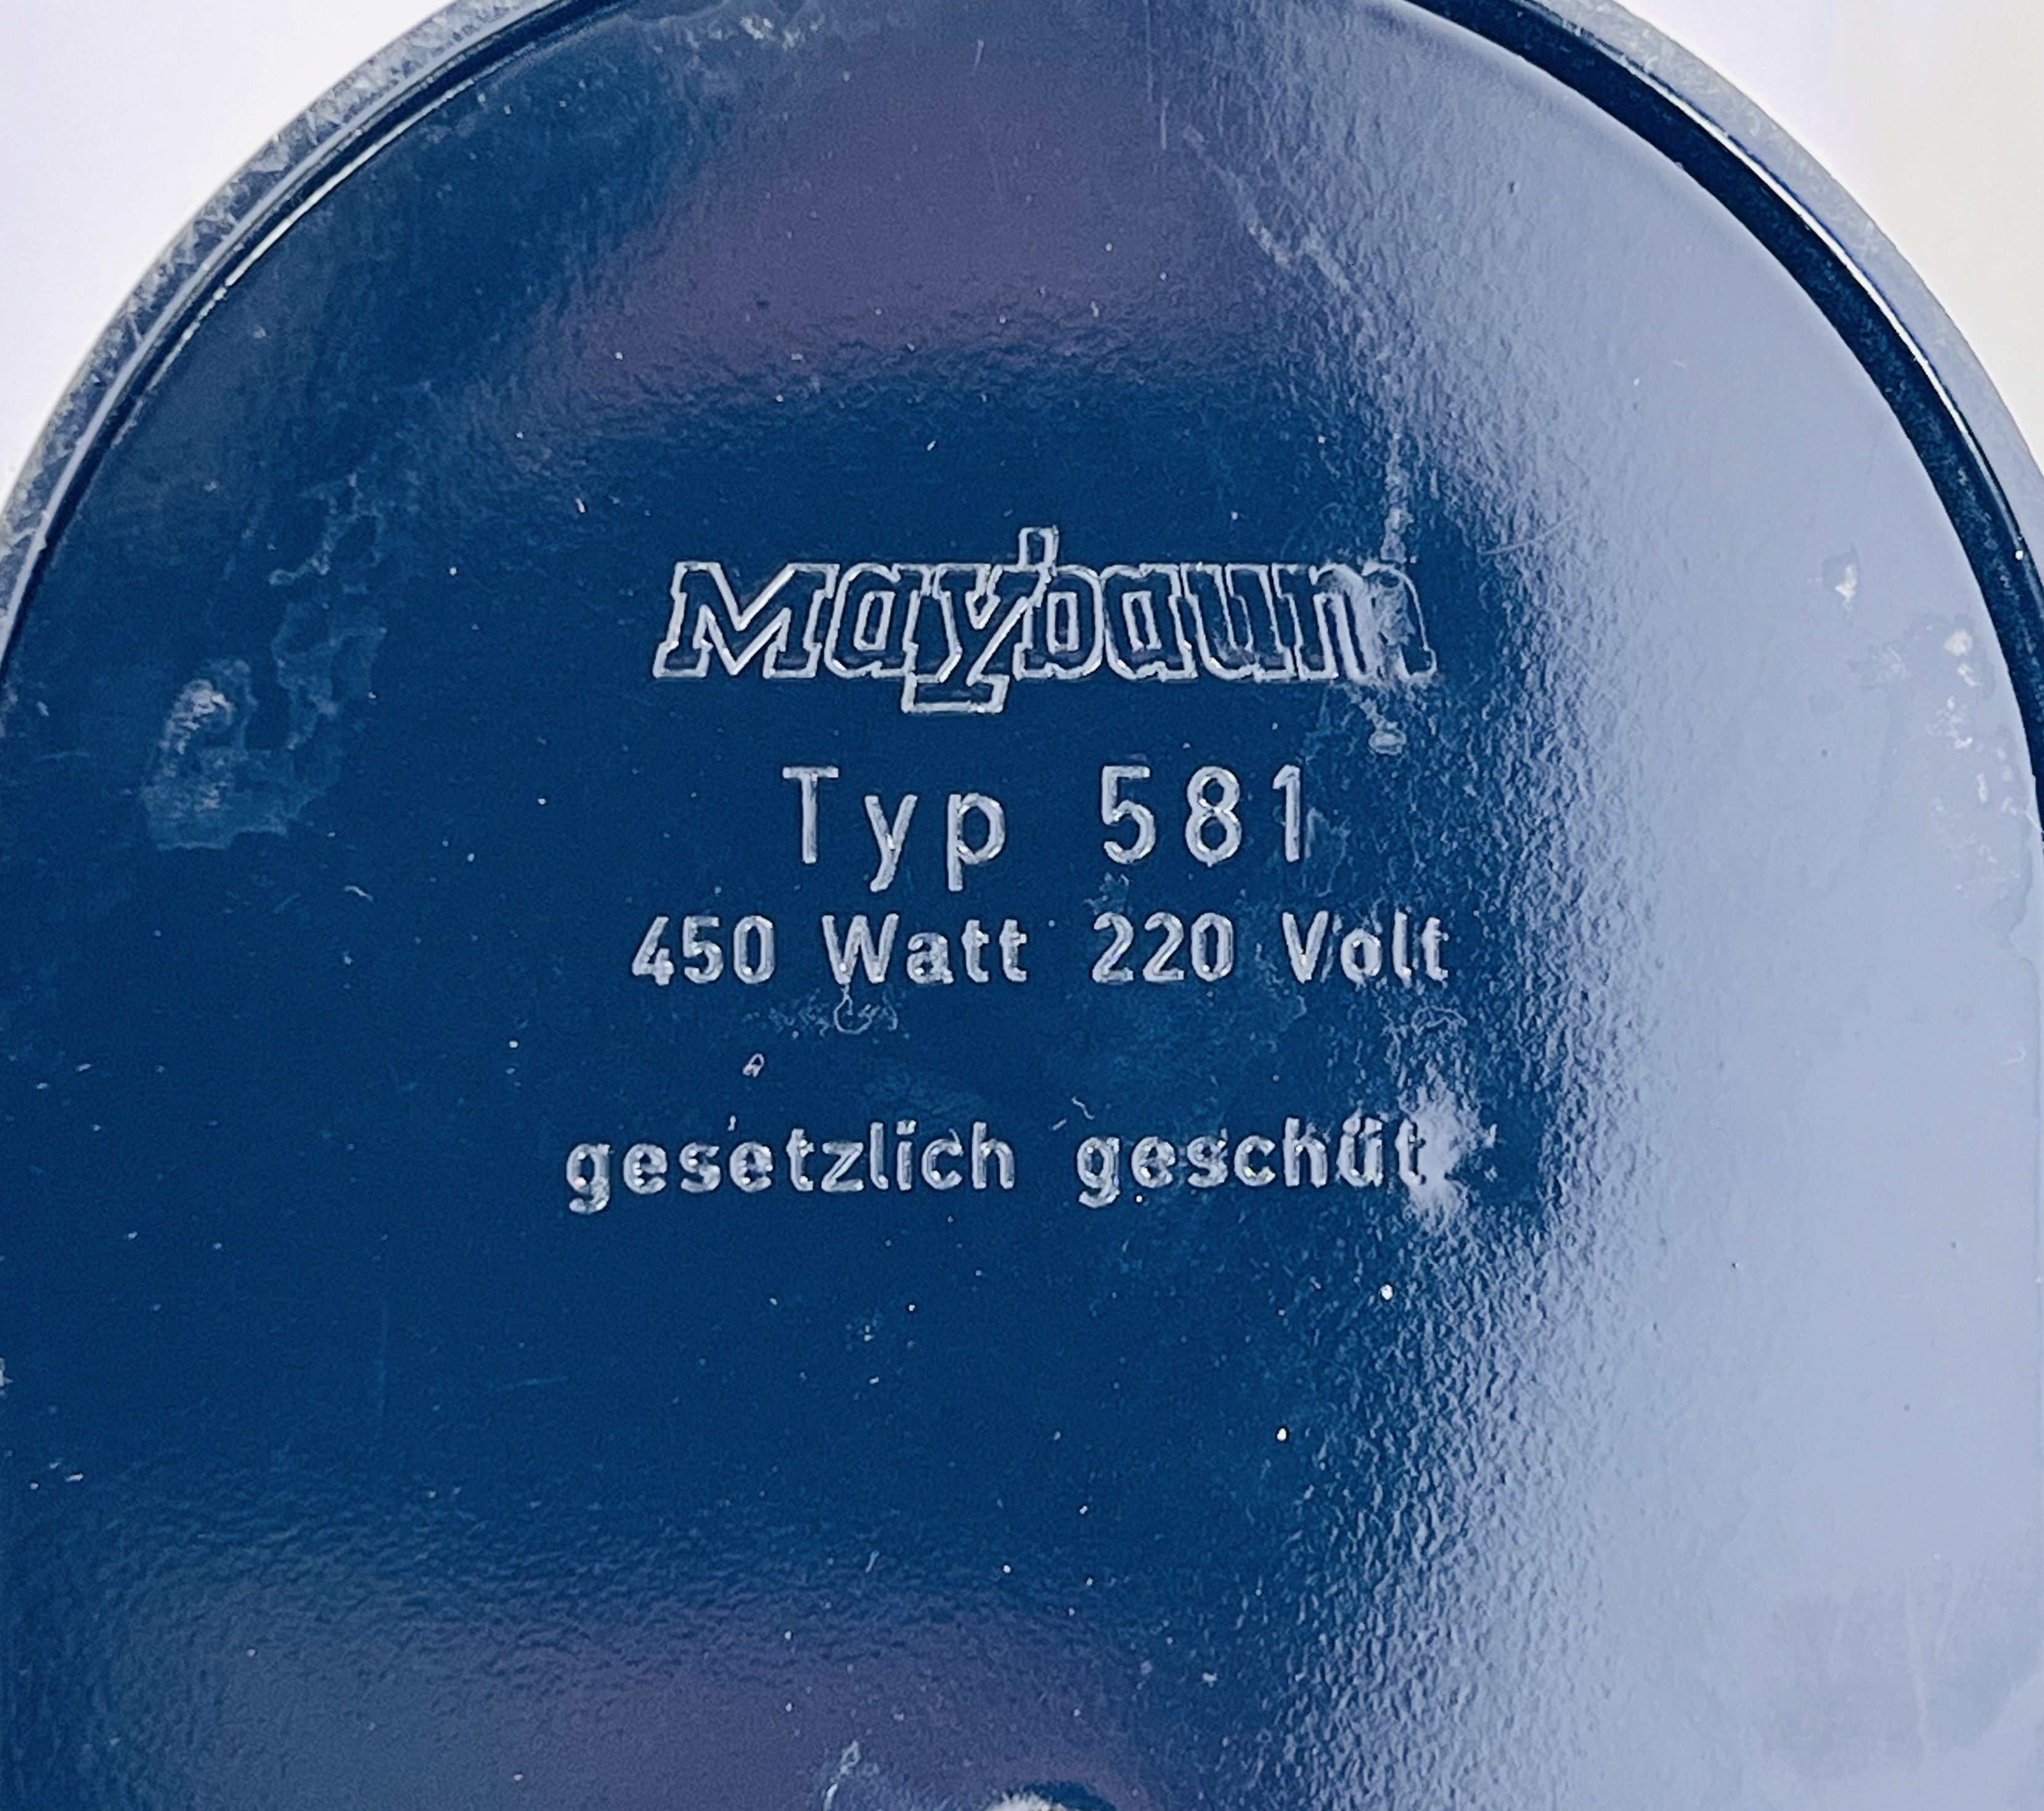 Maybaum
Typ 581
450 Watt 220 Volt
gesetzlich geschüt